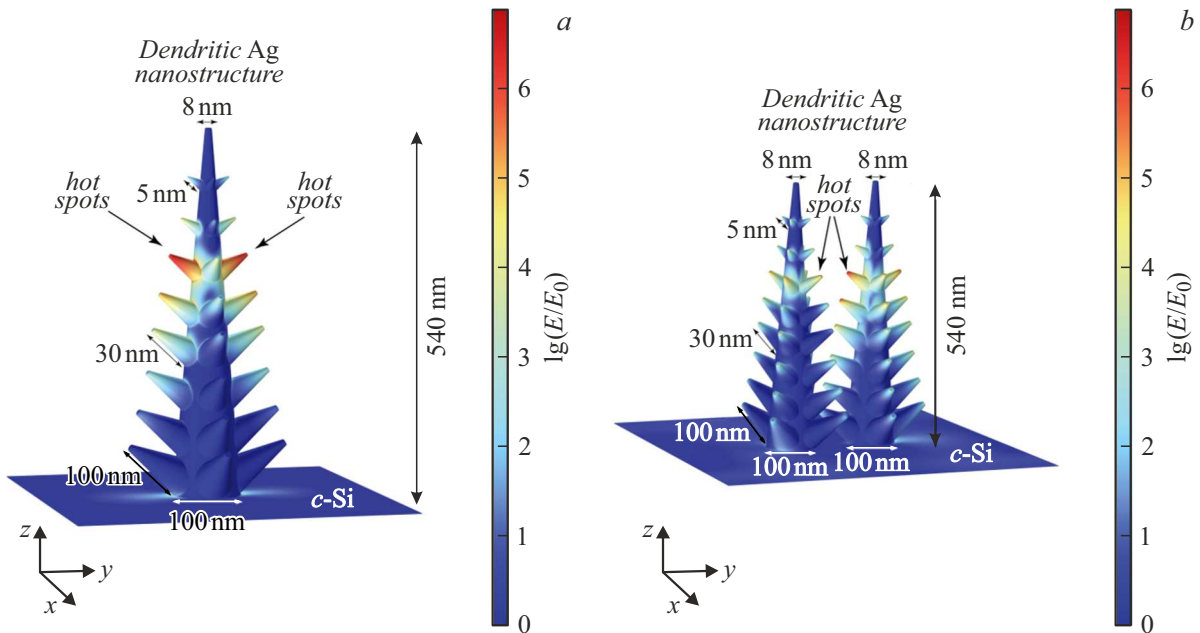 a
Dendritic Ag
nanostructure
8 nm
hot
spots
hot
spots
5 nm
30 nm
540 nm
100 nm
100 nm
c-Si
z
y
x
6
5
4
3
2
1
0
lg(E/E0)
b
Dendritic Ag
nanostructure
8 nm
8 nm
hot
spots
5 nm
30 nm
540 nm
100 nm
100 nm
100 nm
c-Si
z
y
x
6
5
4
3
2
1
0
lg(E/E0)